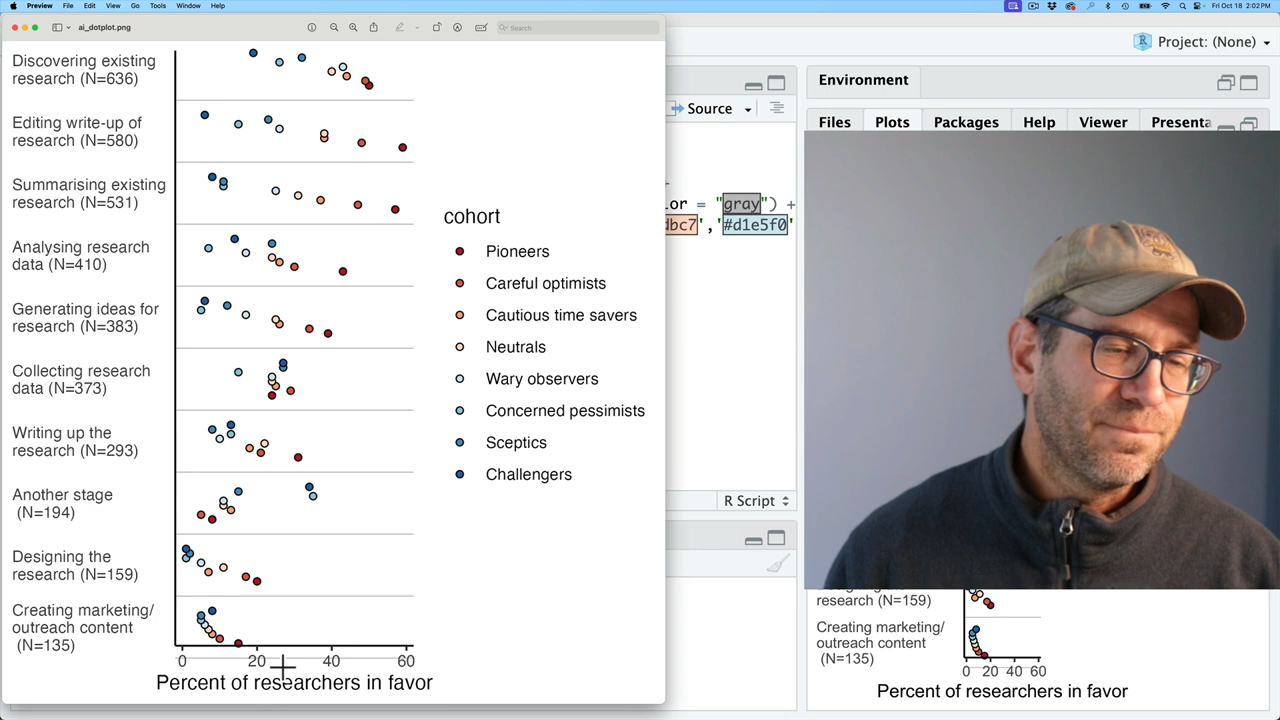 Preview File Edit View Go Tools Window Help
Fri Oct 18 2:02 PM
ai_dotplot.png
Search
Discovering existing
research (N=636)
Editing write-up of
research (N=580)
Summarising existing
research (N=531)
Analysing research
data (N=410)
Generating ideas for
research (N=383)
Collecting research
data (N=373)
Writing up the
research (N=293)
Another stage
(N=194)
Designing the
research (N=159)
Creating marketing/
outreach content
(N=135)
0 20 40 60
Percent of researchers in favor
cohort
Pioneers
Careful optimists
Cautious time savers
Neutrals
Wary observers
Concerned pessimists
Sceptics
Challengers
Source
lor = "gray") +
dbc7','#d1e5f0'
R Script
Project: (None)
Environment
Files Plots Packages Help Viewer Presenta
research (N=159)
Creating marketing/
outreach content
(N=135)
0 20 40 60
Percent of researchers in favor